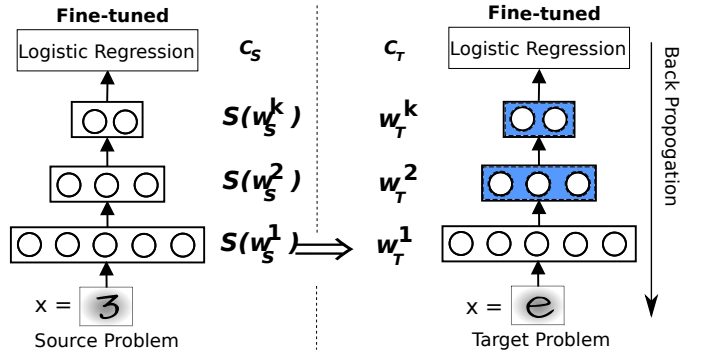 Fine-tuned
Logistic Regression
c_S
S(w_S^k)
S(w_S^2)
S(w_S^1)
x = 3
Source Problem
Fine-tuned
c_T
Logistic Regression
w_T^k
w_T^2
w_T^1
x = e
Target Problem
Back Propogation